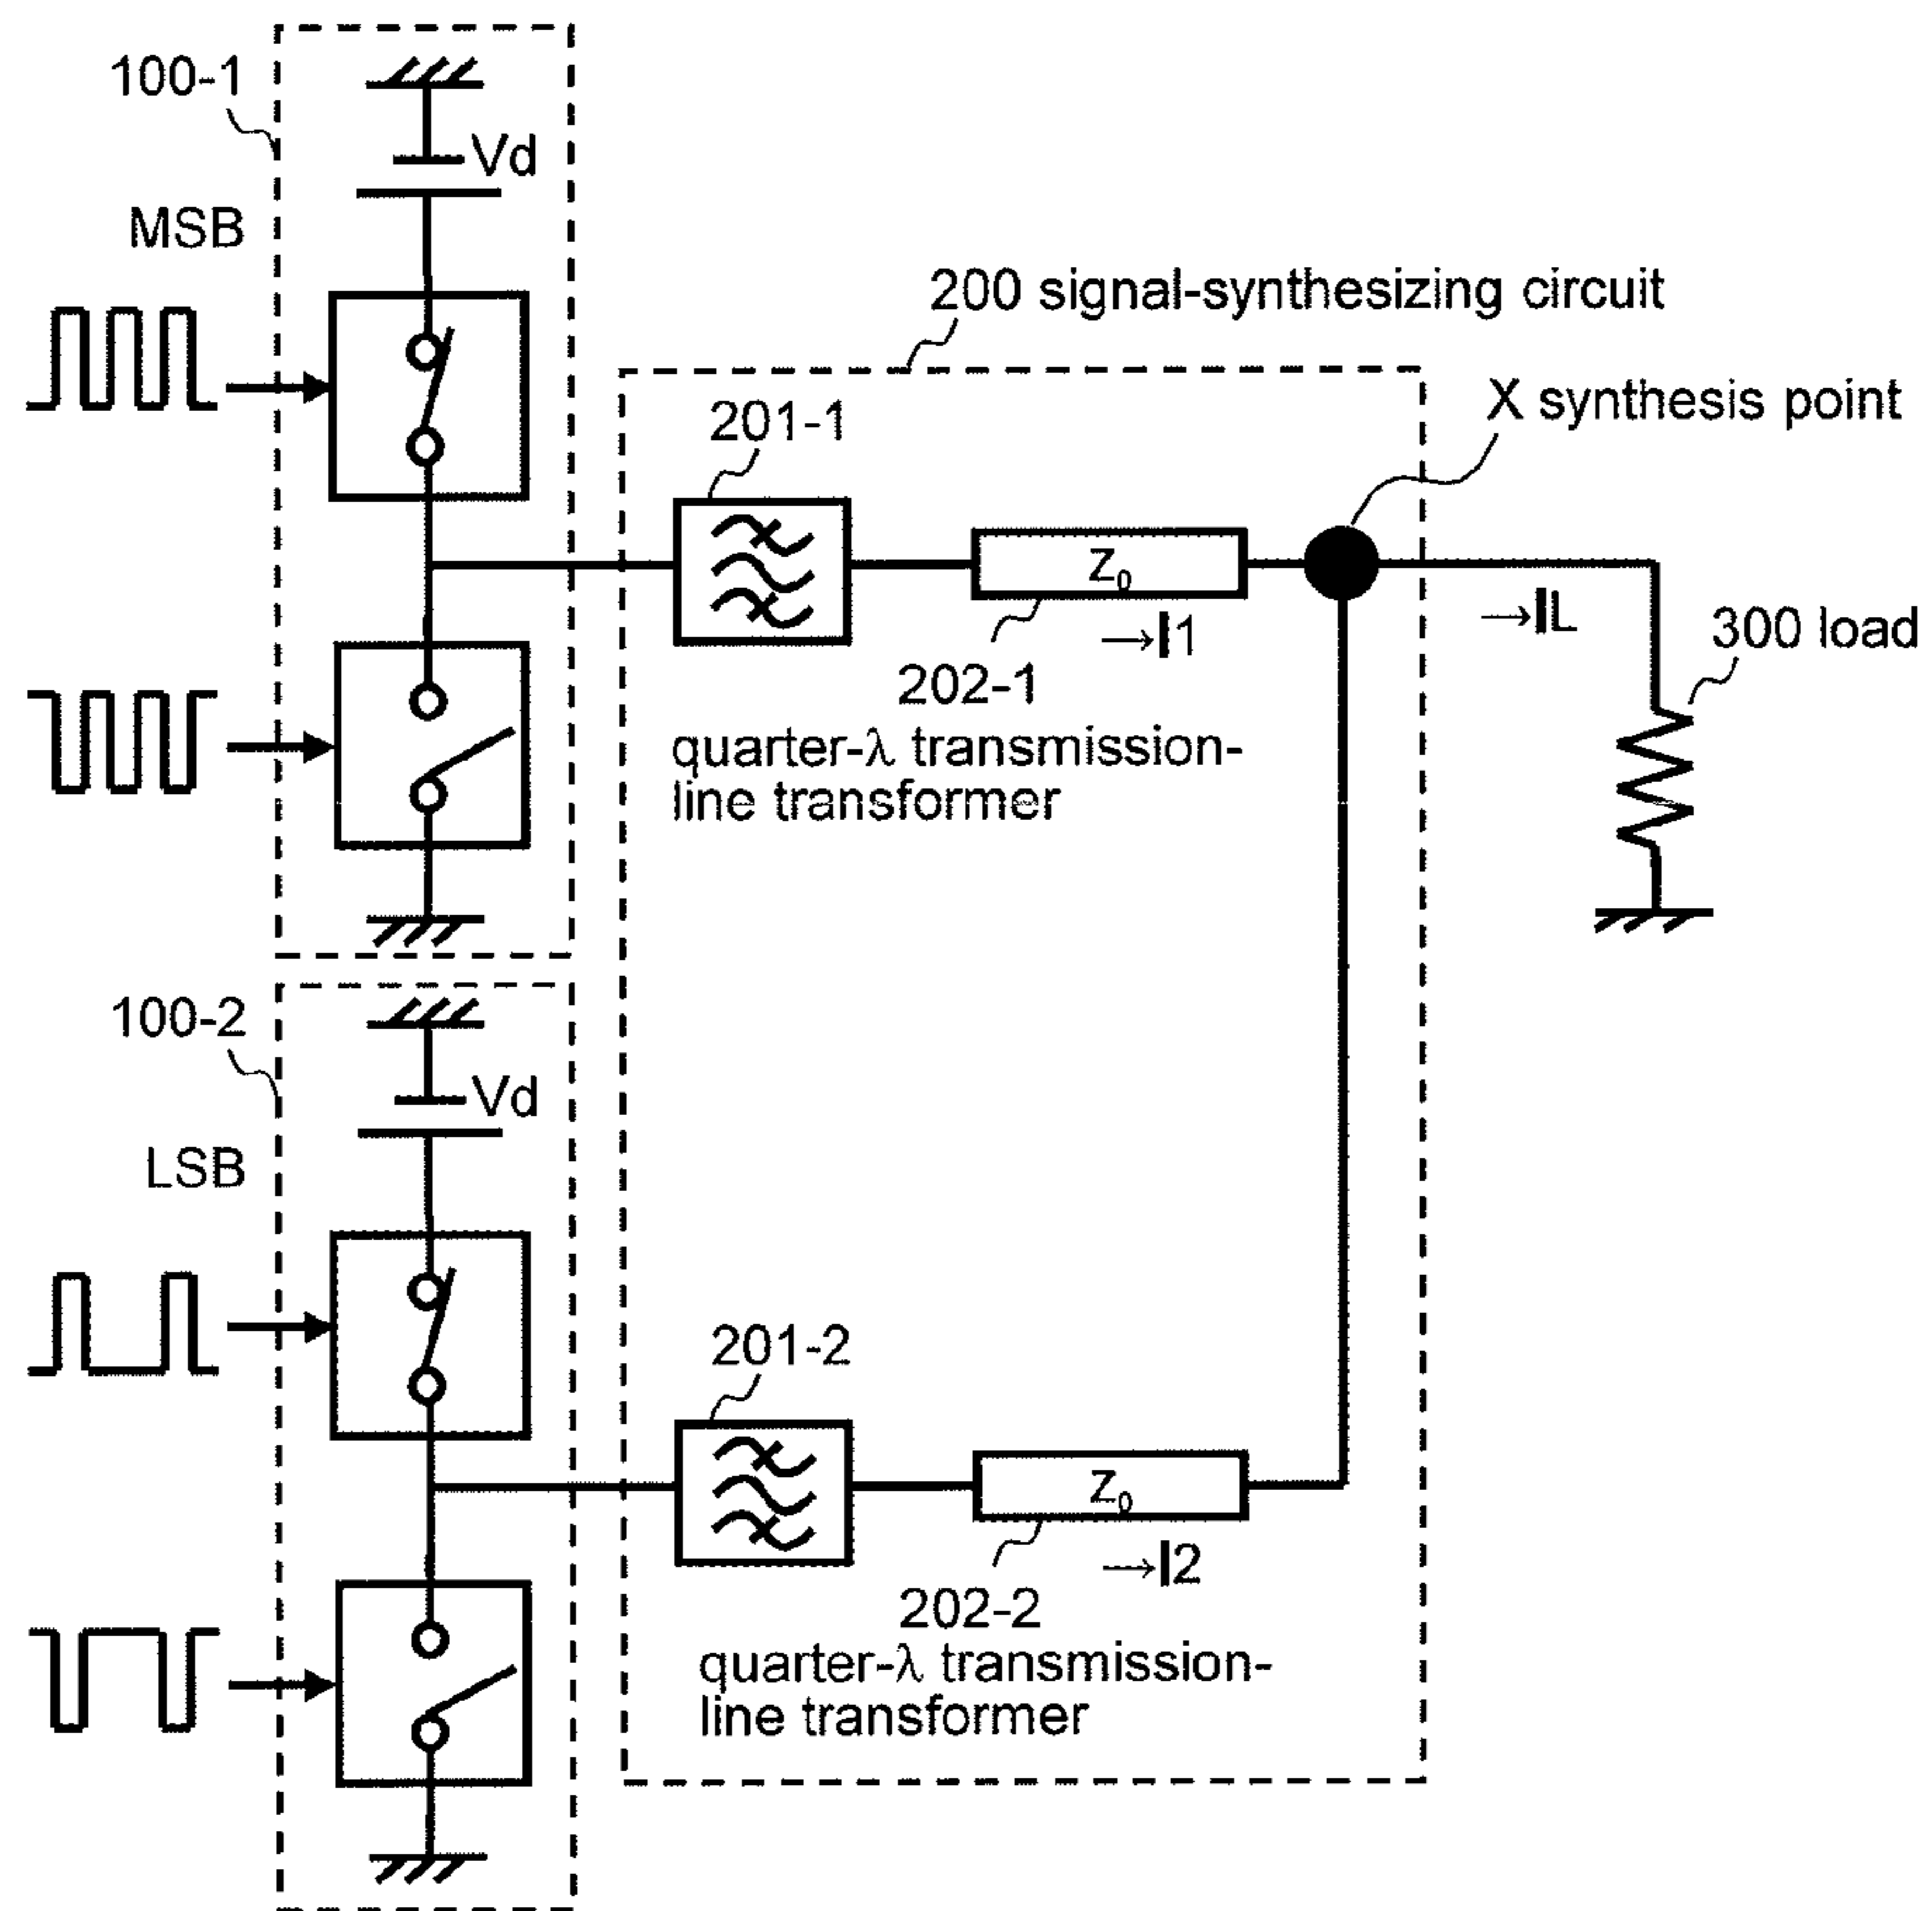 100-1
Vd
MSB
200 signal-synthesizing circuit
X synthesis point
201-1
Z0
→I1
→IL
300 load
202-1
quarter-λ transmission-
line transformer
100-2
Vd
LSB
201-2
Z0
→I2
202-2
quarter-λ transmission-
line transformer